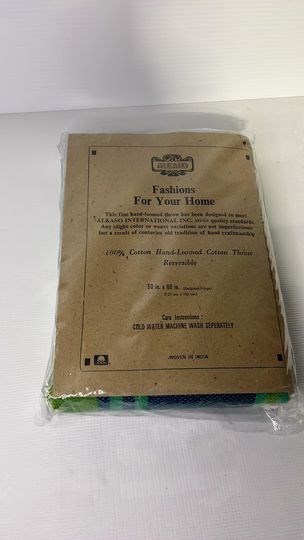 ALKASO
Fashions
For Your Home
This fine hand-loomed throw has been designed to meet
ALKASO INTERNATIONAL INC. strict quality standards.
Any slight color or weave variations are not imperfections
but a result of centuries old tradition of hand craftmanship
100% Cotton Hand-Loomed Cotton Throw
Reversible
50 in. x 60 in.
Care Instructions :
COLD WATER MACHINE WASH SEPERATELY
WOVEN IN INDIA